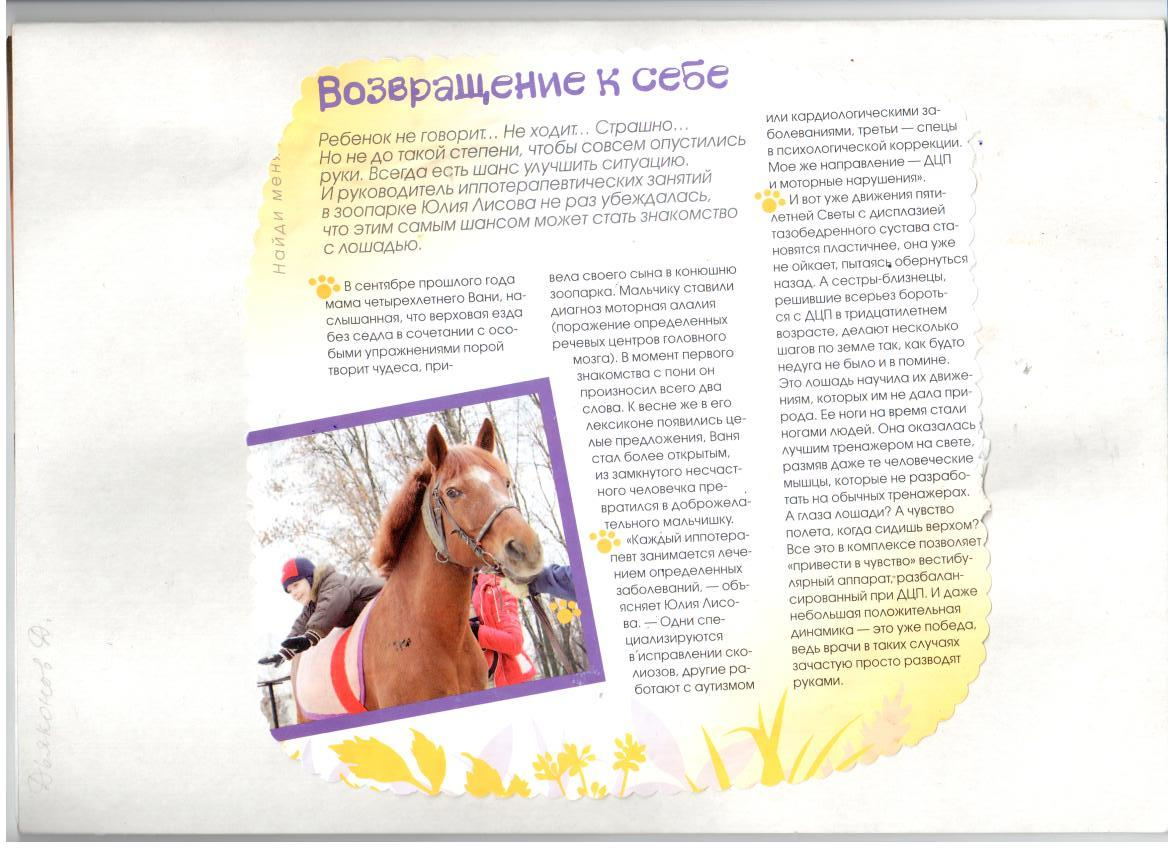 Возвращение к себе
Ребенок не говорит... Не ходит... Страшно...
Но не до такой степени, чтобы совсем опустились
руки. Всегда есть шанс улучшить ситуацию.
И руководитель иппотерапевтических занятий
в зоопарке Юлия Лисова не раз убеждалась,
что этим самым шансом может стать знакомство
с лошадью.
Найди меня
В сентябре прошлого года
мама четырехлетнего Вани, на-
слышанная, что верховая езда
без седла в сочетании с осо-
быми упражнениями порой
творит чудеса, при-
вела своего сына в конюшню
зоопарка. Мальчику ставили
диагноз моторная алалия
(поражение определенных
речевых центров головного
мозга). В момент первого
знакомства с пони он
произносил всего два
слова. К весне же в его
лексиконе появились це-
лые предложения, Ваня
стал более открытым,
из замкнутого несчаст-
ного человечка пре-
вратился в доброжела-
тельного мальчишку.
«Каждый иппотера-
певт занимается лече-
нием определенных
заболеваний, — объ-
ясняет Юлия Лисо-
ва. — Одни спе-
циализируются
в исправлении ско-
лиозов, другие ра-
ботают с аутизмом
или кардиологическими за-
болеваниями, третьи — спецы
в психологической коррекции.
Мое же направление — ДЦП
и моторные нарушения».
И вот уже движения пяти-
летней Светы с дисплазией
тазобедренного сустава ста-
новятся пластичнее, она уже
не ойкает, пытаясь обернуться
назад. А сестры-близнецы,
решившие всерьез бороть-
ся с ДЦП в тридцатилетнем
возрасте, делают несколько
шагов по земле так, как будто
недуга не было и в помине.
Это лошадь научила их движе-
ниям, которых им не дала при-
рода. Ее ноги на время стали
ногами людей. Она оказалась
лучшим тренажером на свете,
размяв даже те человеческие
мышцы, которые не разрабо-
тать на обычных тренажерах.
А глаза лошади? А чувство
полета, когда сидишь верхом?
Все это в комплексе позволяет
«привести в чувство» вестибу-
лярный аппарат, разбалан-
сированный при ДЦП. И даже
небольшая положительная
динамика — это уже победа,
ведь врачи в таких случаях
зачастую просто разводят
руками.
Дьяконов Д.